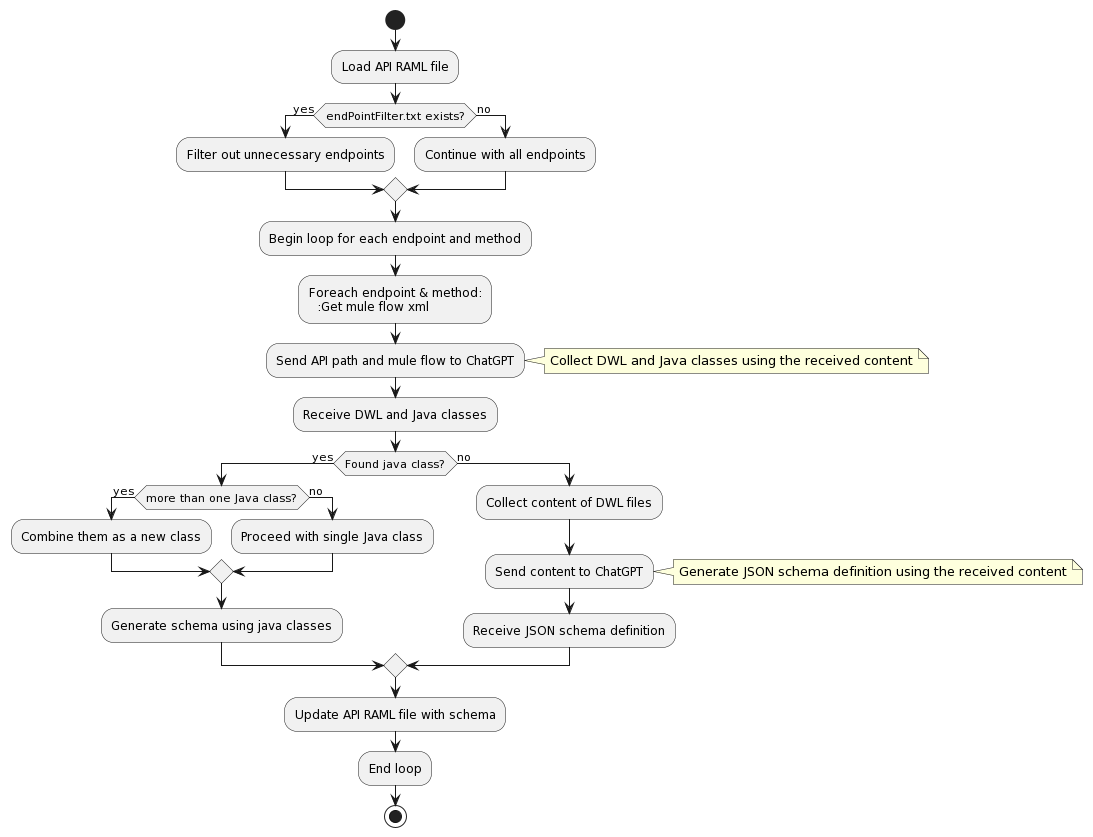 Load API RAML file
yes
endPointFilter.txt exists?
no
Filter out unnecessary endpoints
Continue with all endpoints
Begin loop for each endpoint and method
Foreach endpoint & method:
:Get mule flow xml
Send API path and mule flow to ChatGPT
Collect DWL and Java classes using the received content
Receive DWL and Java classes
yes
Found java class?
no
yes
more than one Java class?
no
Combine them as a new class
Proceed with single Java class
Generate schema using java classes
Collect content of DWL files
Send content to ChatGPT
Generate JSON schema definition using the received content
Receive JSON schema definition
Update API RAML file with schema
End loop